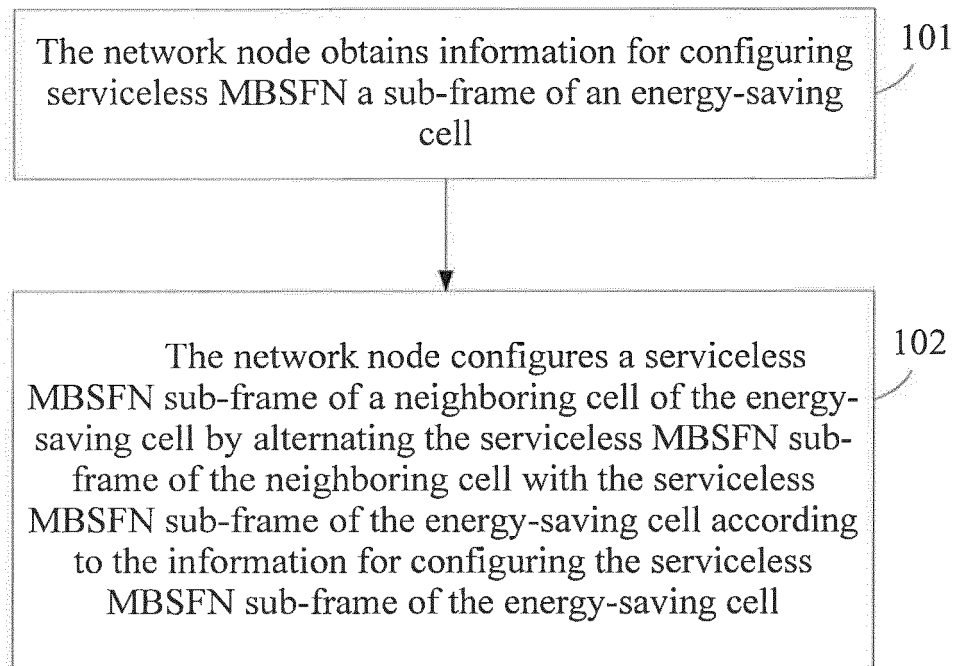 The network node obtains information for configuring
serviceless MBSFN a sub-frame of an energy-saving
cell
101
The network node configures a serviceless
MBSFN sub-frame of a neighboring cell of the energy-
saving cell by alternating the serviceless MBSFN sub-
frame of the neighboring cell with the serviceless
MBSFN sub-frame of the energy-saving cell according
to the information for configuring the serviceless
MBSFN sub-frame of the energy-saving cell
102